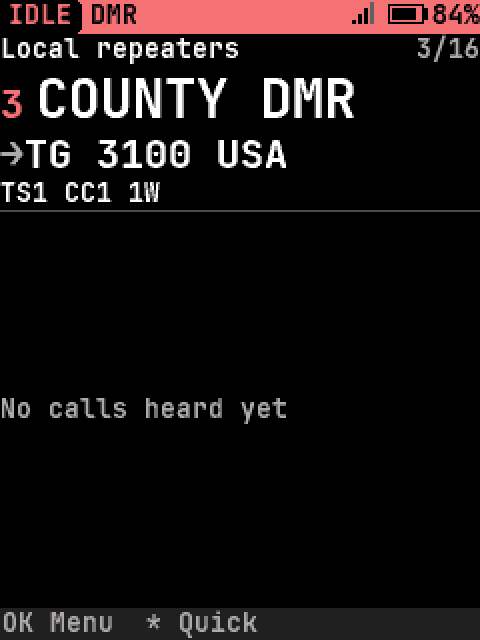 IDLE DMR 84%
Local repeaters 3/16
3 COUNTY DMR
→TG 3100 USA
TS1 CC1 1W
No calls heard yet
OK Menu * Quick